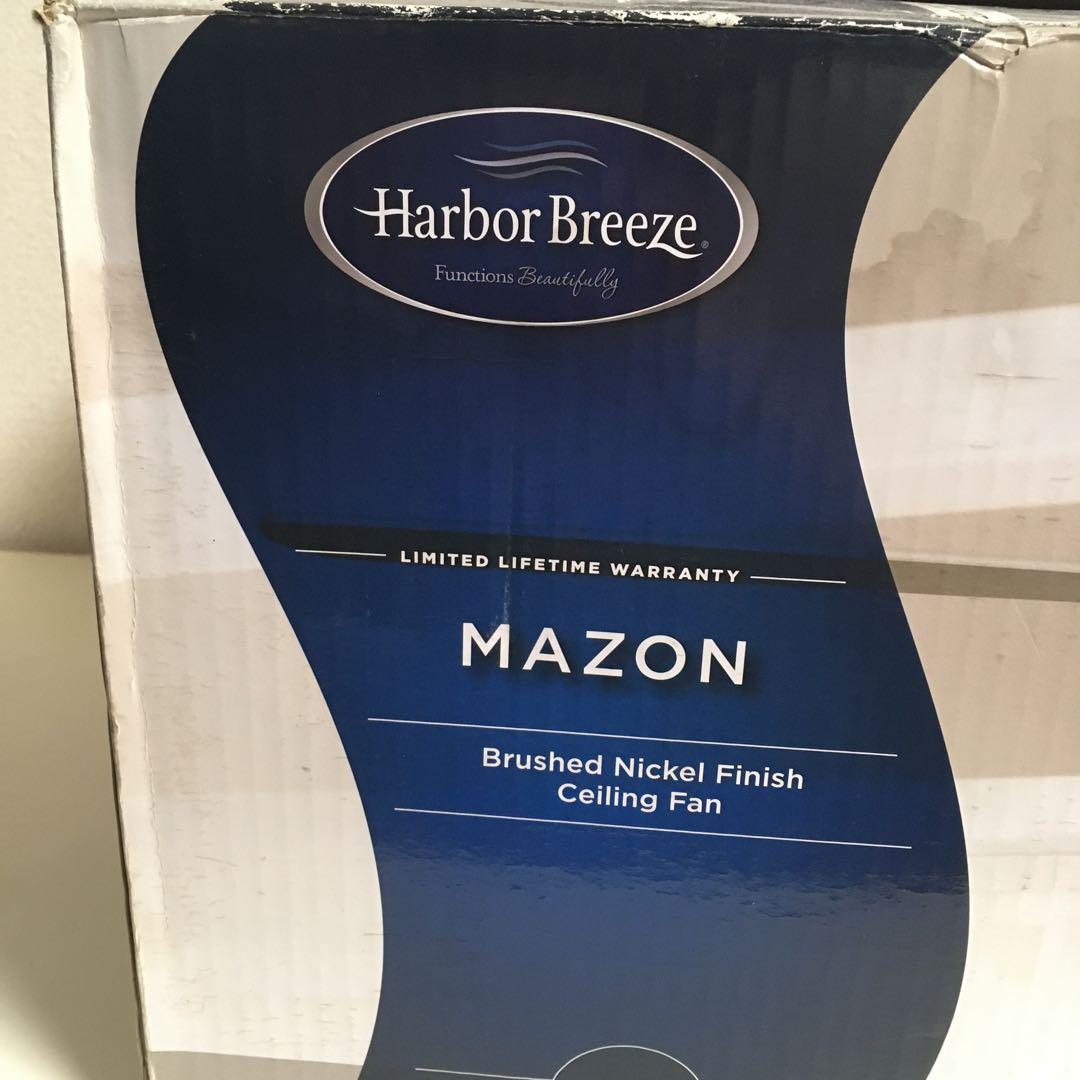 Harbor Breeze®
Functions Beautifully
LIMITED LIFETIME WARRANTY
MAZON
Brushed Nickel Finish
Ceiling Fan